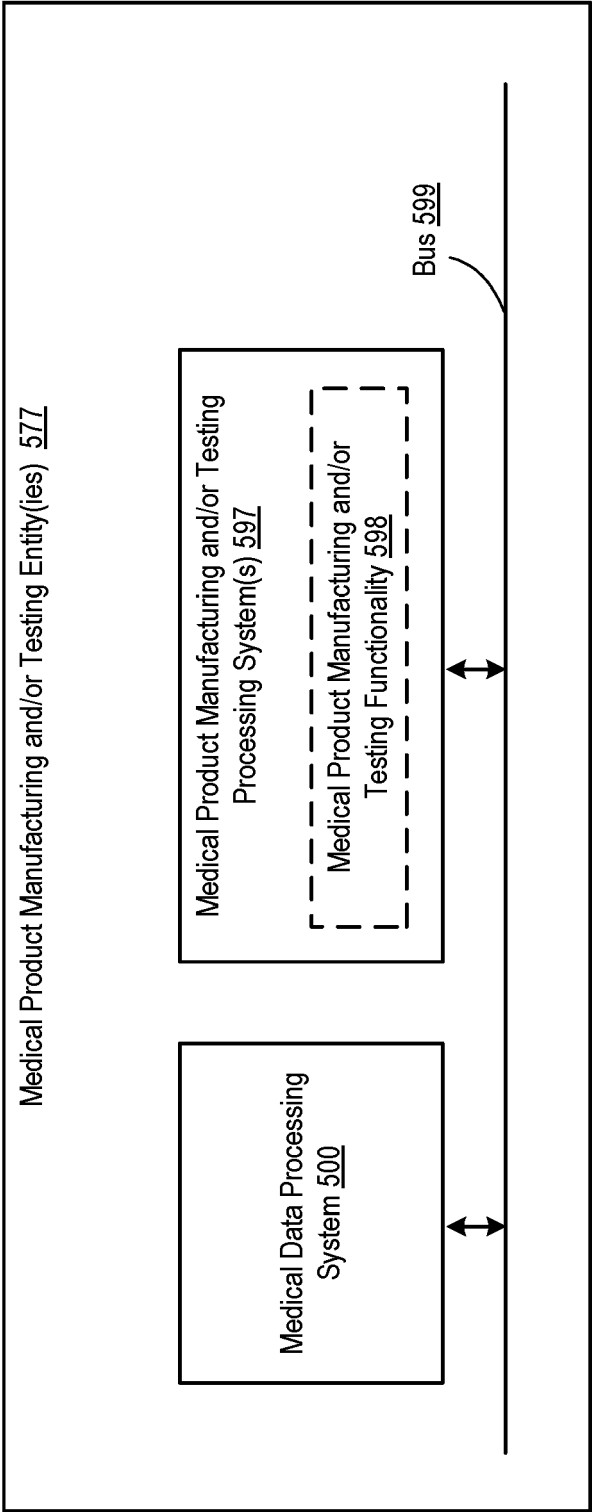 Medical Product Manufacturing and/or Testing Entity(ies) 577
Medical Data Processing
System 500
Medical Product Manufacturing and/or Testing
Processing System(s) 597
Medical Product Manufacturing and/or
Testing Functionality 598
Bus 599